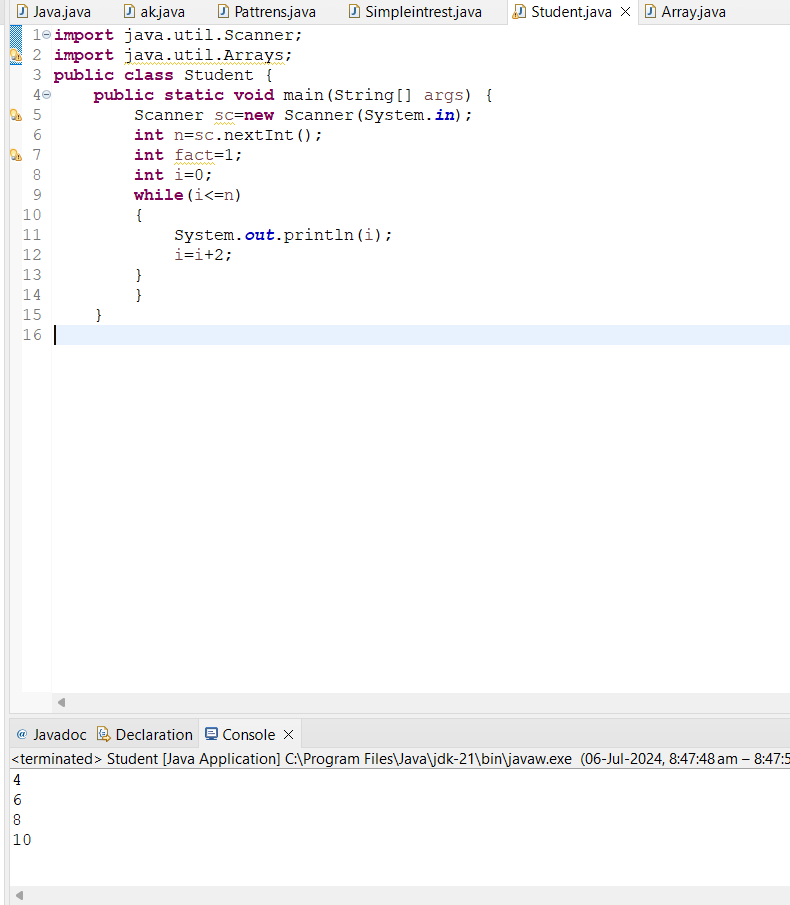 Java.java ak.java Pattrens.java Simpleintrest.java Student.java Array.java
1 import java.util.Scanner;
2 import java.util.Arrays;
3 public class Student {
4 public static void main(String[] args) {
5 Scanner sc=new Scanner(System.in);
6 int n=sc.nextInt();
7 int fact=1;
8 int i=0;
9 while(i<=n)
10 {
11 System.out.println(i);
12 i=i+2;
13 }
14 }
15 }
16
@ Javadoc Declaration Console
<terminated> Student [Java Application] C:\Program Files\Java\jdk-21\bin\javaw.exe (06-Jul-2024, 8:47:48 am – 8:47:5
4
6
8
10